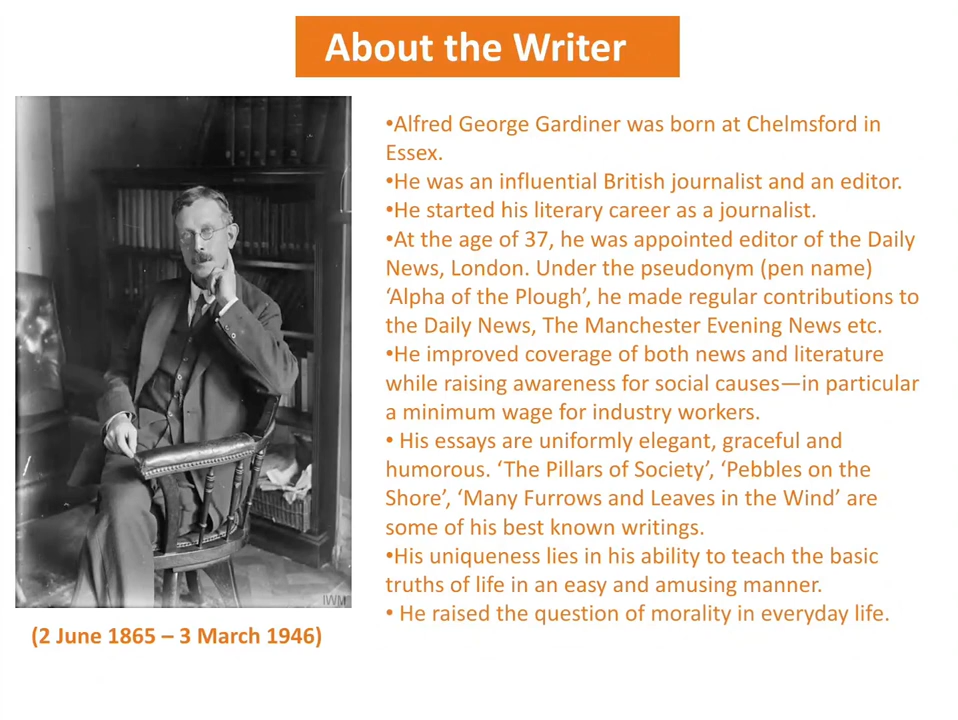 About the Writer
•Alfred George Gardiner was born at Chelmsford in
Essex.
•He was an influential British journalist and an editor.
•He started his literary career as a journalist.
•At the age of 37, he was appointed editor of the Daily
News, London. Under the pseudonym (pen name)
‘Alpha of the Plough’, he made regular contributions to
the Daily News, The Manchester Evening News etc.
•He improved coverage of both news and literature
while raising awareness for social causes—in particular
a minimum wage for industry workers.
• His essays are uniformly elegant, graceful and
humorous. ‘The Pillars of Society’, ‘Pebbles on the
Shore’, ‘Many Furrows and Leaves in the Wind’ are
some of his best known writings.
•His uniqueness lies in his ability to teach the basic
truths of life in an easy and amusing manner.
• He raised the question of morality in everyday life.
IWM
(2 June 1865 – 3 March 1946)